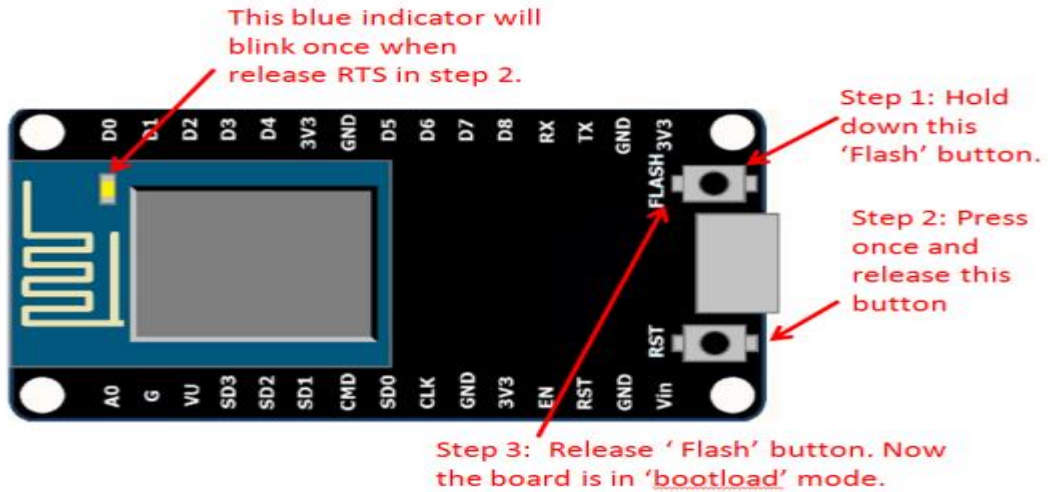 This blue indicator will
blink once when
release RTS in step 2.
Step 1: Hold
down this
‘Flash’ button.
D0 D1 D2 D3 D4 3V3 GND D5 D6 D7 D8 RX TX GND 3V3
FLASH
Step 2: Press
once and
release this
button
RST
A0 G VU SD3 SD2 SD1 CMD SD0 CLK GND 3V3 EN RST GND Vin
Step 3:  Release ‘ Flash’ button. Now
the board is in ‘bootload’ mode.